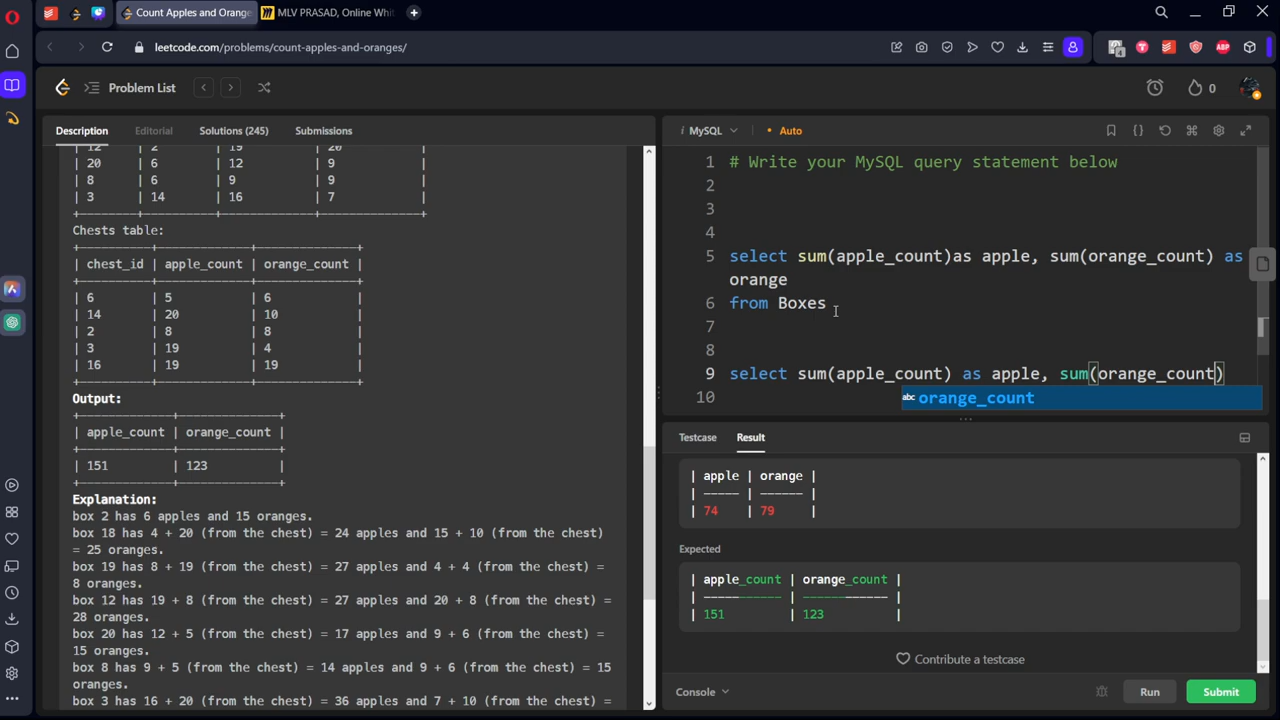 Count Apples and Orange
MLV PRASAD, Online Whit
leetcode.com/problems/count-apples-and-oranges/
Problem List
0
Description
Editorial
Solutions (245)
Submissions
| 12 | 2 | 19 | 20 |
| 20 | 6 | 12 | 9 |
| 8 | 6 | 9 | 9 |
| 3 | 14 | 16 | 7 |
Chests table:
| chest_id | apple_count | orange_count |
| 6 | 5 | 6 |
| 14 | 20 | 10 |
| 2 | 8 | 8 |
| 3 | 19 | 4 |
| 16 | 19 | 19 |
Output:
| apple_count | orange_count |
| 151 | 123 |
Explanation:
box 2 has 6 apples and 15 oranges.
box 18 has 4 + 20 (from the chest) = 24 apples and 15 + 10 (from the chest)
= 25 oranges.
box 19 has 8 + 19 (from the chest) = 27 apples and 4 + 4 (from the chest) =
8 oranges.
box 12 has 19 + 8 (from the chest) = 27 apples and 20 + 8 (from the chest) =
28 oranges.
box 20 has 12 + 5 (from the chest) = 17 apples and 9 + 6 (from the chest) =
15 oranges.
box 8 has 9 + 5 (from the chest) = 14 apples and 9 + 6 (from the chest) = 15
oranges.
box 3 has 16 + 20 (from the chest) = 36 apples and 7 + 10 (from the chest) =
MySQL
Auto
1 # Write your MySQL query statement below
2
3
4
5 select sum(apple_count)as apple, sum(orange_count) as
orange
6 from Boxes
7
8
9 select sum(apple_count) as apple, sum(orange_count)
10
abc orange_count
Testcase
Result
| apple | orange |
| 74 | 79 |
Expected
| apple_count | orange_count |
| 151 | 123 |
Contribute a testcase
Console
Run
Submit